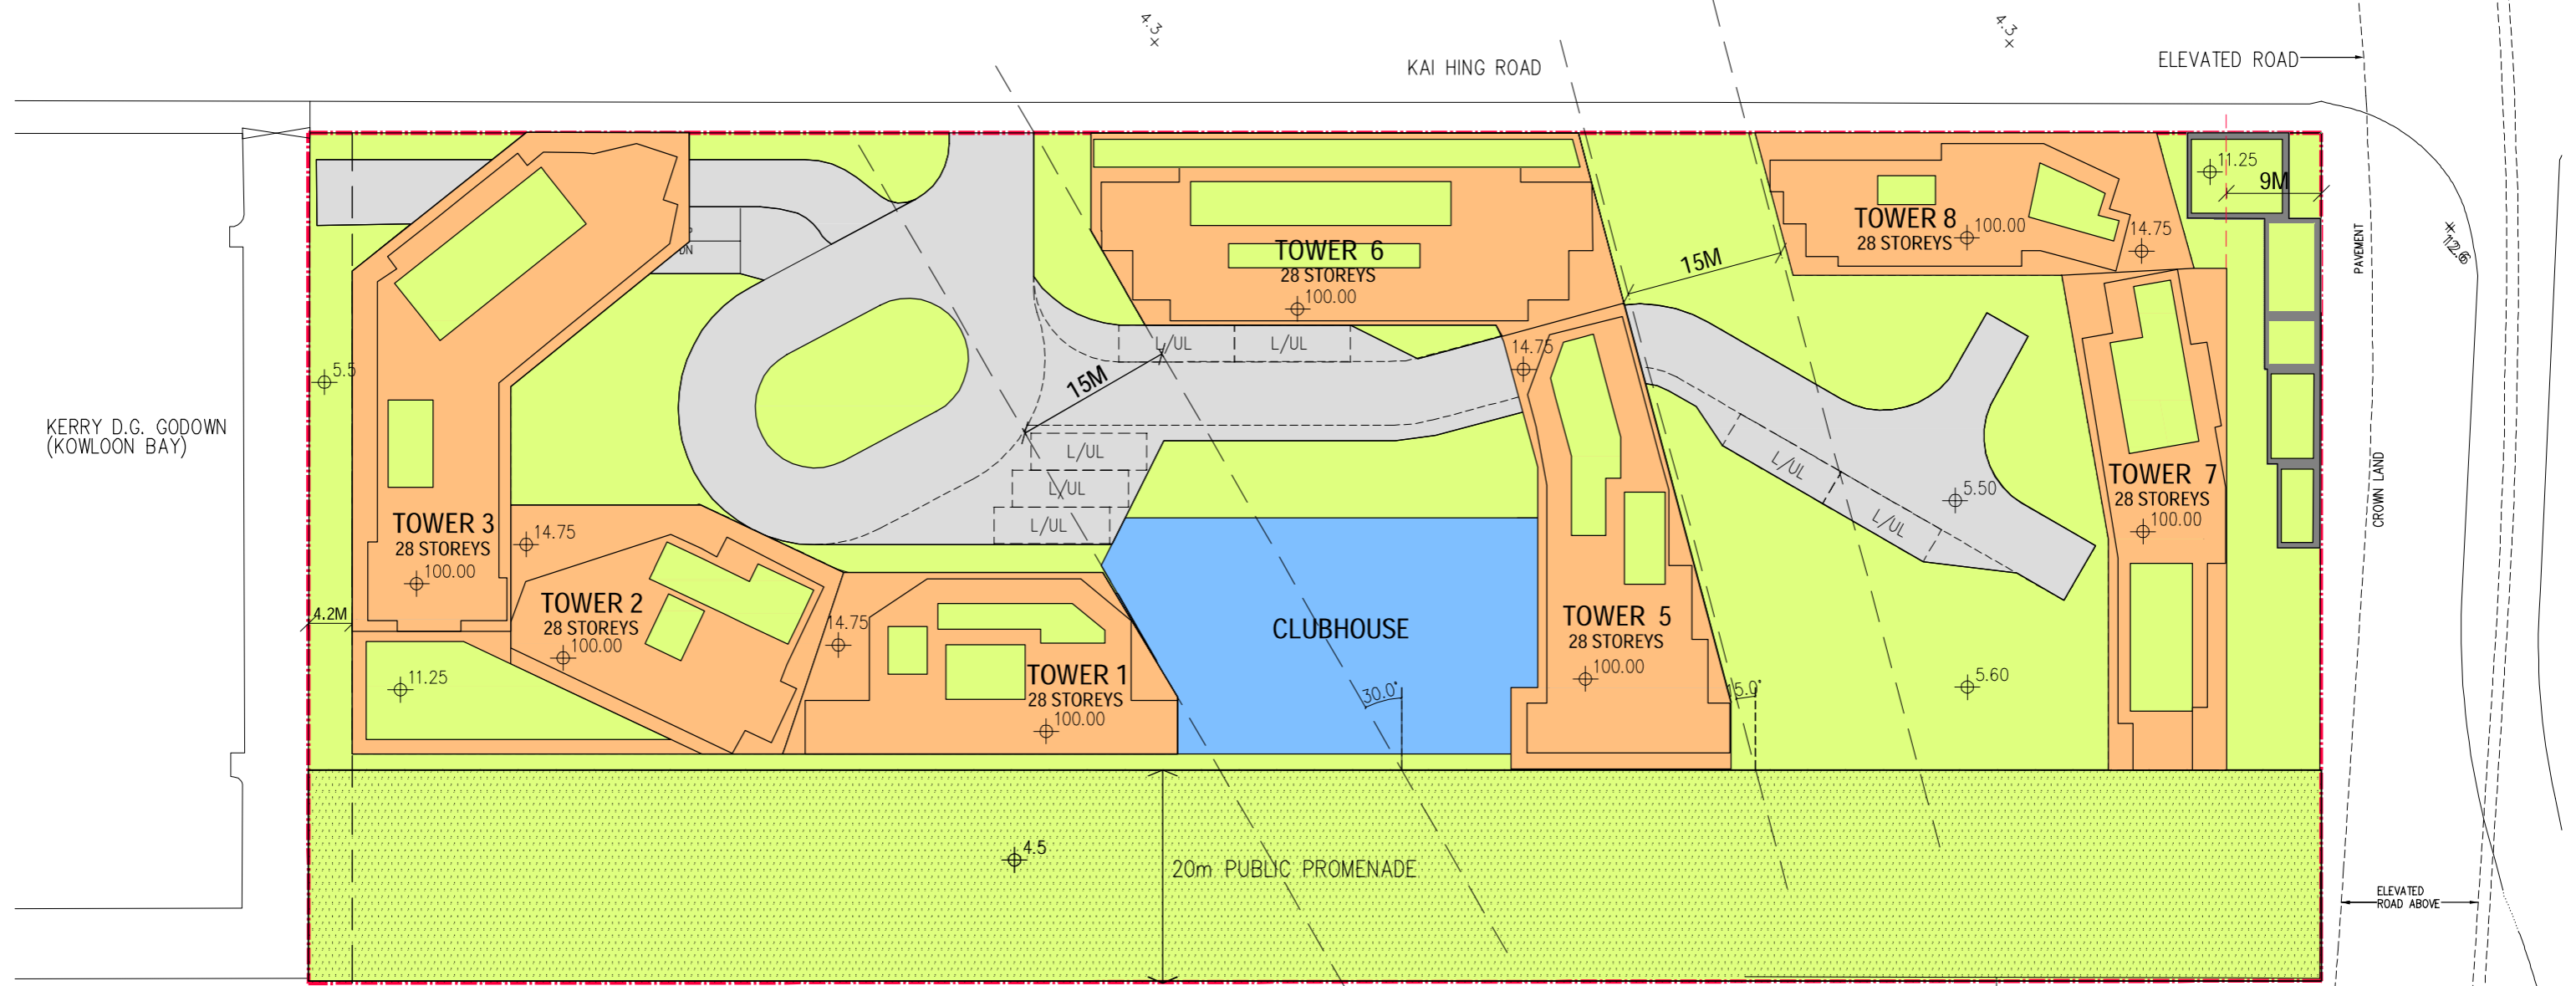 4.3
4.3
KAI HING ROAD
ELEVATED ROAD
11.25
9M
TOWER 8
28 STOREYS
100.00
14.75
PAVEMENT
TOWER 6
28 STOREYS
100.00
15M
DN
L/UL
L/UL
14.75
15M
5.5
KERRY D.G. GODOWN
(KOWLOON BAY)
L/UL
L/UL
L/UL
L/UL
L/UL
5.50
TOWER 7
28 STOREYS
100.00
CROWN LAND
TOWER 3
28 STOREYS
100.00
14.75
TOWER 2
28 STOREYS
100.00
4.2M
14.75
CLUBHOUSE
TOWER 5
28 STOREYS
100.00
11.25
TOWER 1
28 STOREYS
100.00
30.0°
15.0°
5.60
4.5
20m PUBLIC PROMENADE
ELEVATED
ROAD ABOVE